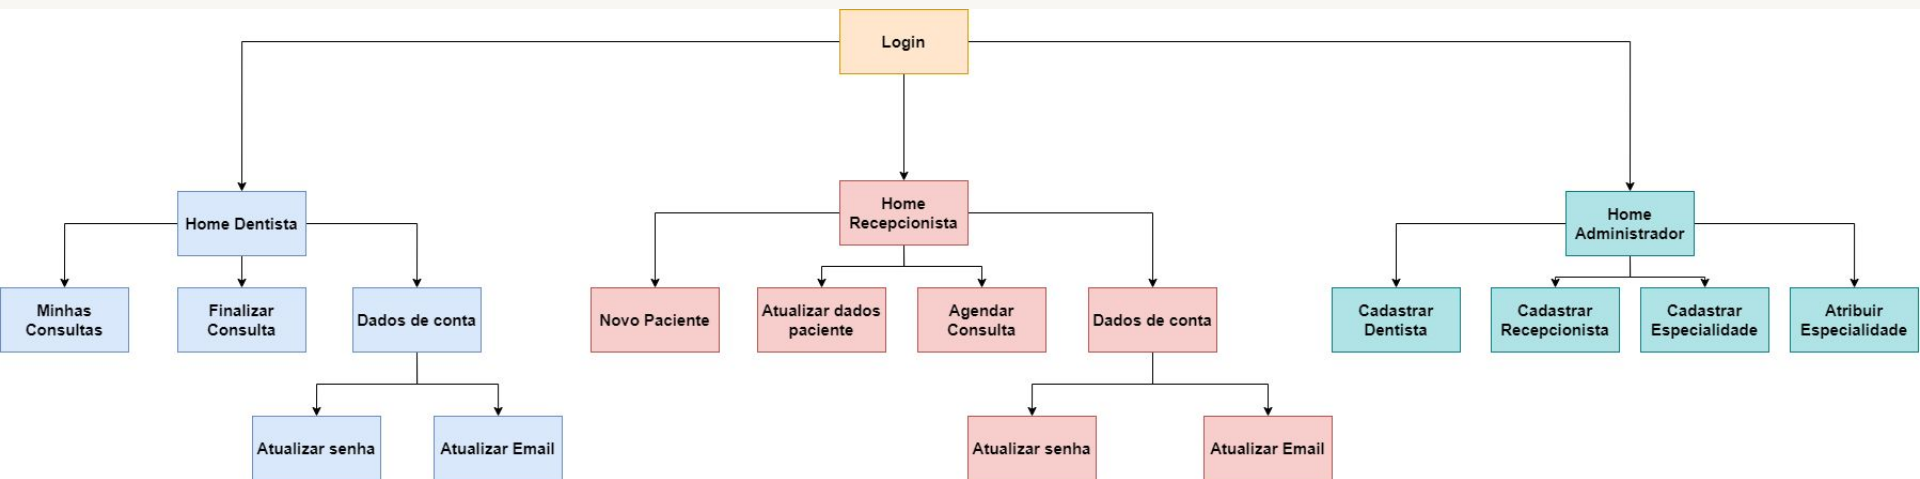 Login
Home Dentista
Home
Recepcionista
Home
Administrador
Minhas
Consultas
Finalizar
Consulta
Dados de conta
Novo Paciente
Atualizar dados
paciente
Agendar
Consulta
Dados de conta
Cadastrar
Dentista
Cadastrar
Recepcionista
Cadastrar
Especialidade
Atribuir
Especialidade
Atualizar senha
Atualizar Email
Atualizar senha
Atualizar Email